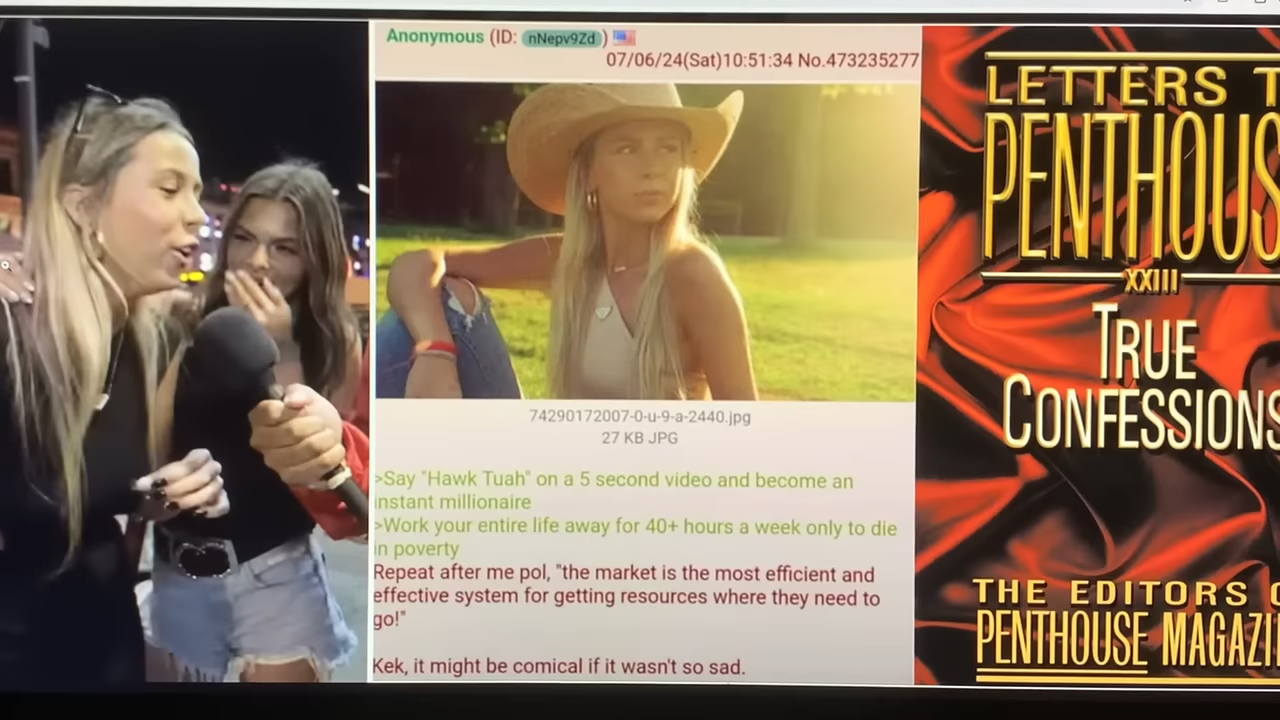 Anonymous (ID: nNepv9Zd)
07/06/24(Sat)10:51:34 No.473235277
74290172007-0-u-9-a-2440.jpg
27 KB JPG
>Say "Hawk Tuah" on a 5 second video and become an
instant millionaire
>Work your entire life away for 40+ hours a week only to die
in poverty
Repeat after me pol, "the market is the most efficient and
effective system for getting resources where they need to
go!"
Kek, it might be comical if it wasn't so sad.
LETTERS T
PENTHOUS
XXIII
TRUE
CONFESSIONS
THE EDITORS O
PENTHOUSE MAGAZI